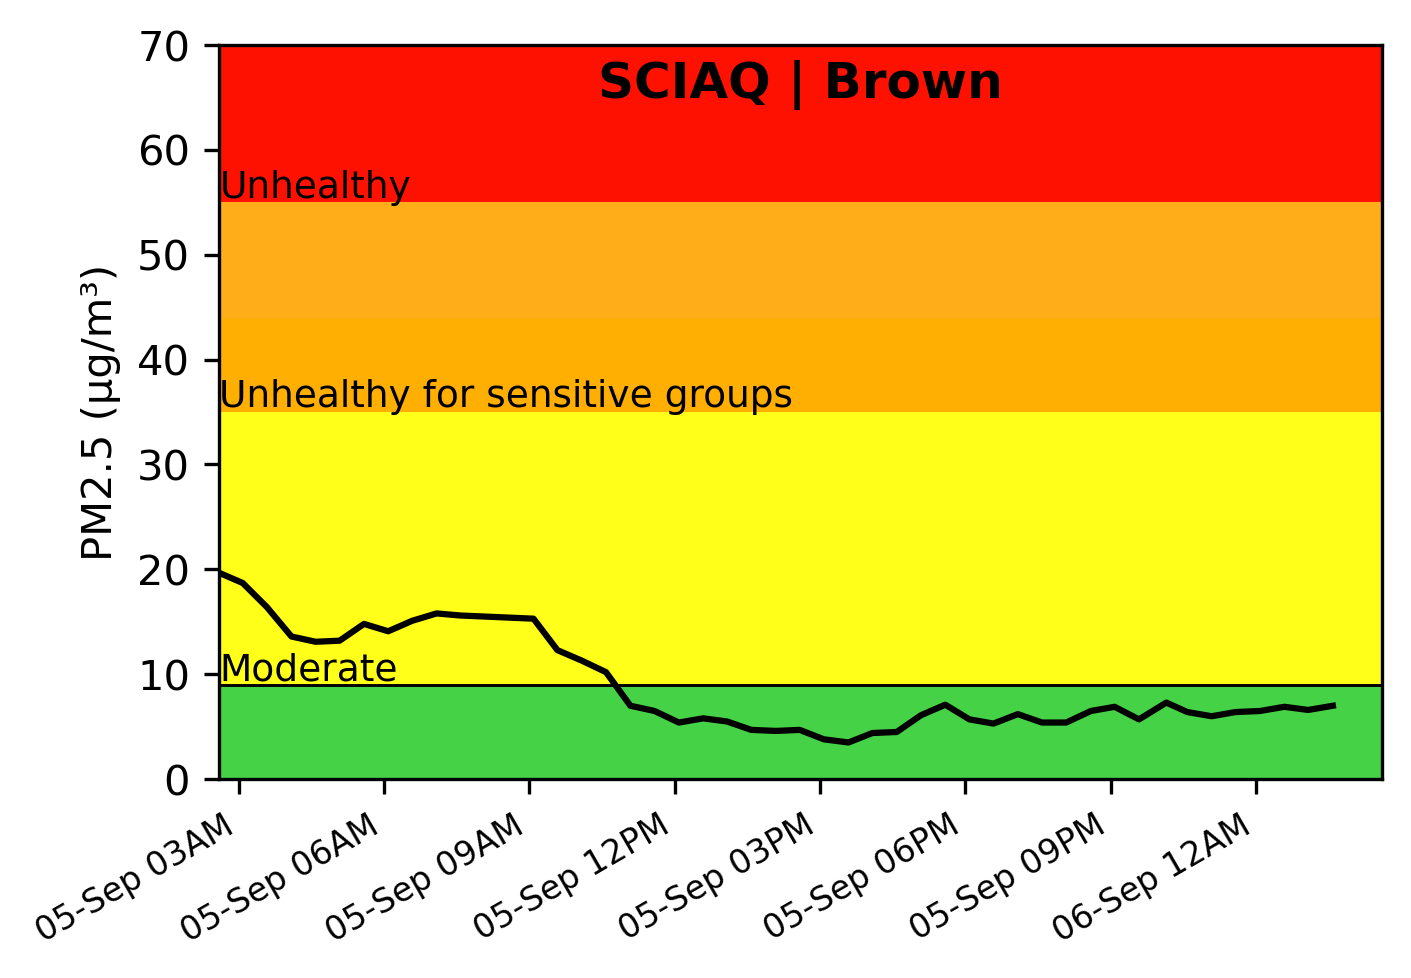 SCIAQ | Brown
70
60
50
40
30
20
10
0
PM2.5 (µg/m³)
Unhealthy
Unhealthy for sensitive groups
Moderate
05-Sep 03AM
05-Sep 06AM
05-Sep 09AM
05-Sep 12PM
05-Sep 03PM
05-Sep 06PM
05-Sep 09PM
06-Sep 12AM